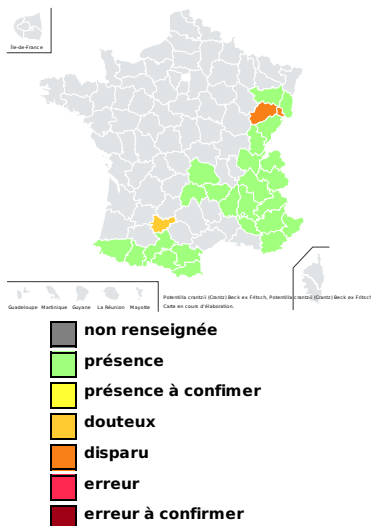 Île-de-France
Guadeloupe Martinique Guyane La Réunion Mayotte
Potentilla crantzii (Crantz) Beck ex Fritsch, Potentilla crantzii (Crantz) Beck ex Fritsch
Carte en cours d'élaboration.
non renseignée
présence
présence à confimer
douteux
disparu
erreur
erreur à confirmer